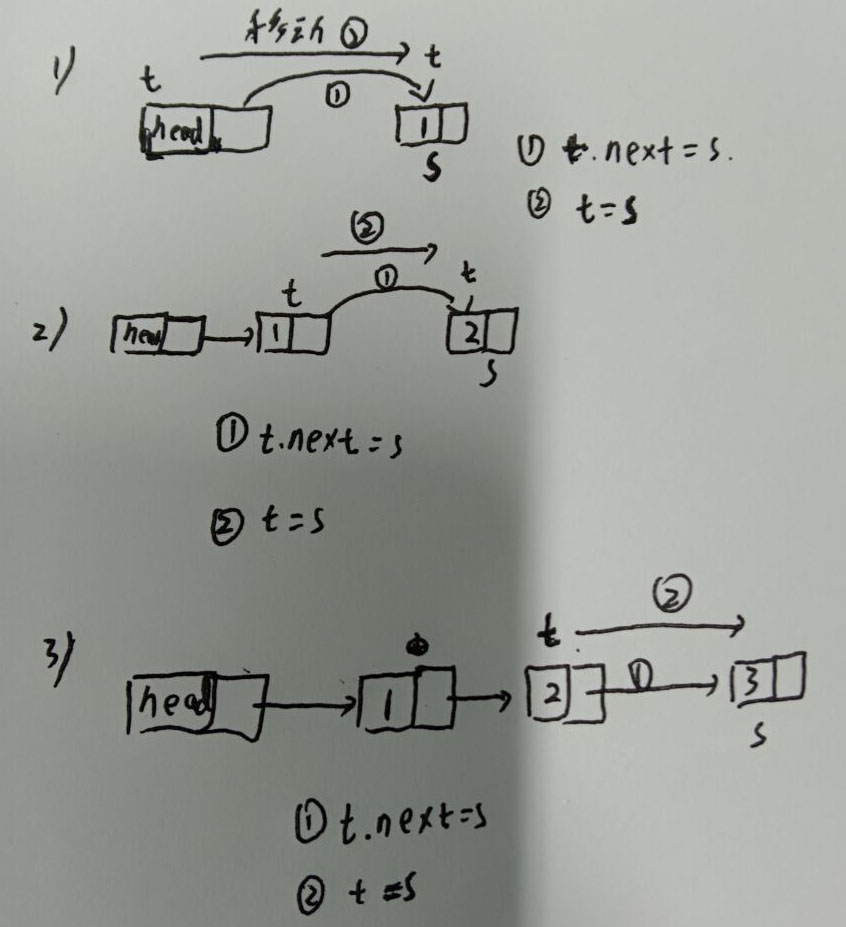 1)
移动 ②
t
t
①
head
1
S
① t.next=s.
② t=s
②
2)
t
①
t
head
1
2
S
① t.next=s
② t=s
②
3)
t
①
head
1
2
3
S
① t.next=s
② t=s